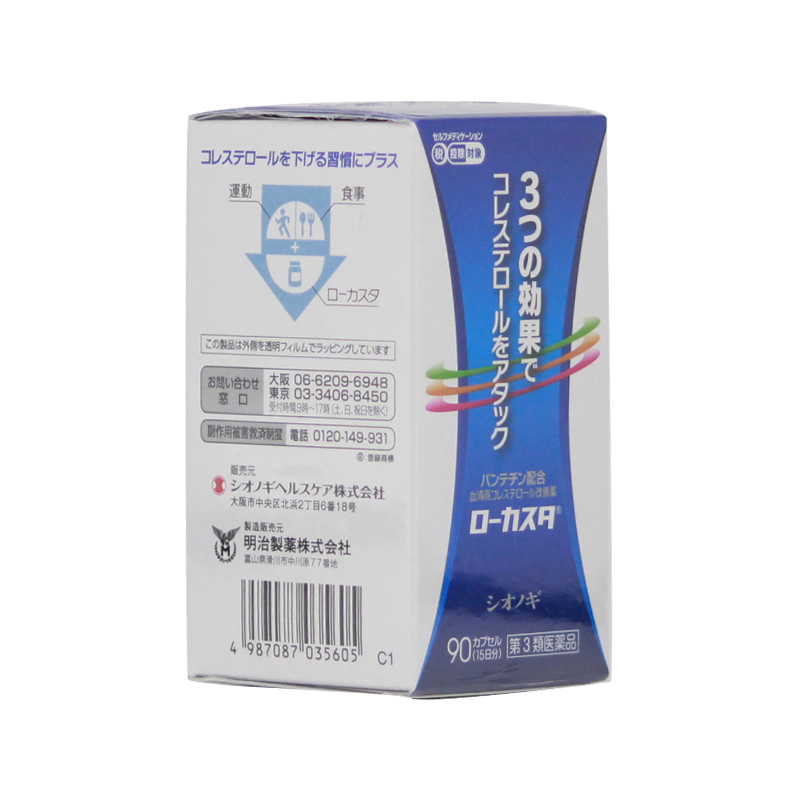 コレステロールを下げる習慣にプラス
運動
食事
+
ローカスタ
この製品は外側を透明フィルムでラッピングしています
お問い合わせ
窓口
大阪 06-6209-6948
東京 03-3406-8450
受付時間9時～17時(土、日、祝日を除く)
副作用被害救済制度
電話 0120-149-931
® 登録商標
販売元
シオノギヘルスケア株式会社
大阪市中央区北浜2丁目6番18号
製造販売元
明治製薬株式会社
富山県滑川市中川原77番地
4 987087 035605
C1
セルフメディケーション
税 控除 対象
3つの効果で
コレステロールをアタック
パンテチン配合
血清高コレステロール改善薬
ローカスタ®
シオノギ
90カプセル
(15日分)
第3類医薬品